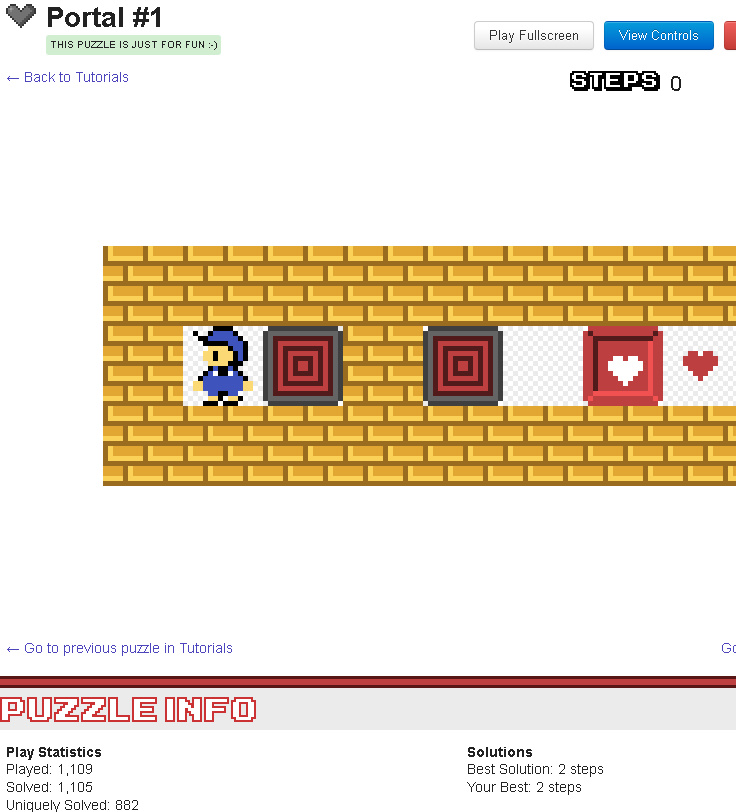 Portal #1
THIS PUZZLE IS JUST FOR FUN :-)
Play Fullscreen
View Controls
← Back to Tutorials
STEPS 0
← Go to previous puzzle in Tutorials
Go
PUZZLE INFO
Play Statistics
Played: 1,109
Solved: 1,105
Uniquely Solved: 882
Solutions
Best Solution: 2 steps
Your Best: 2 steps